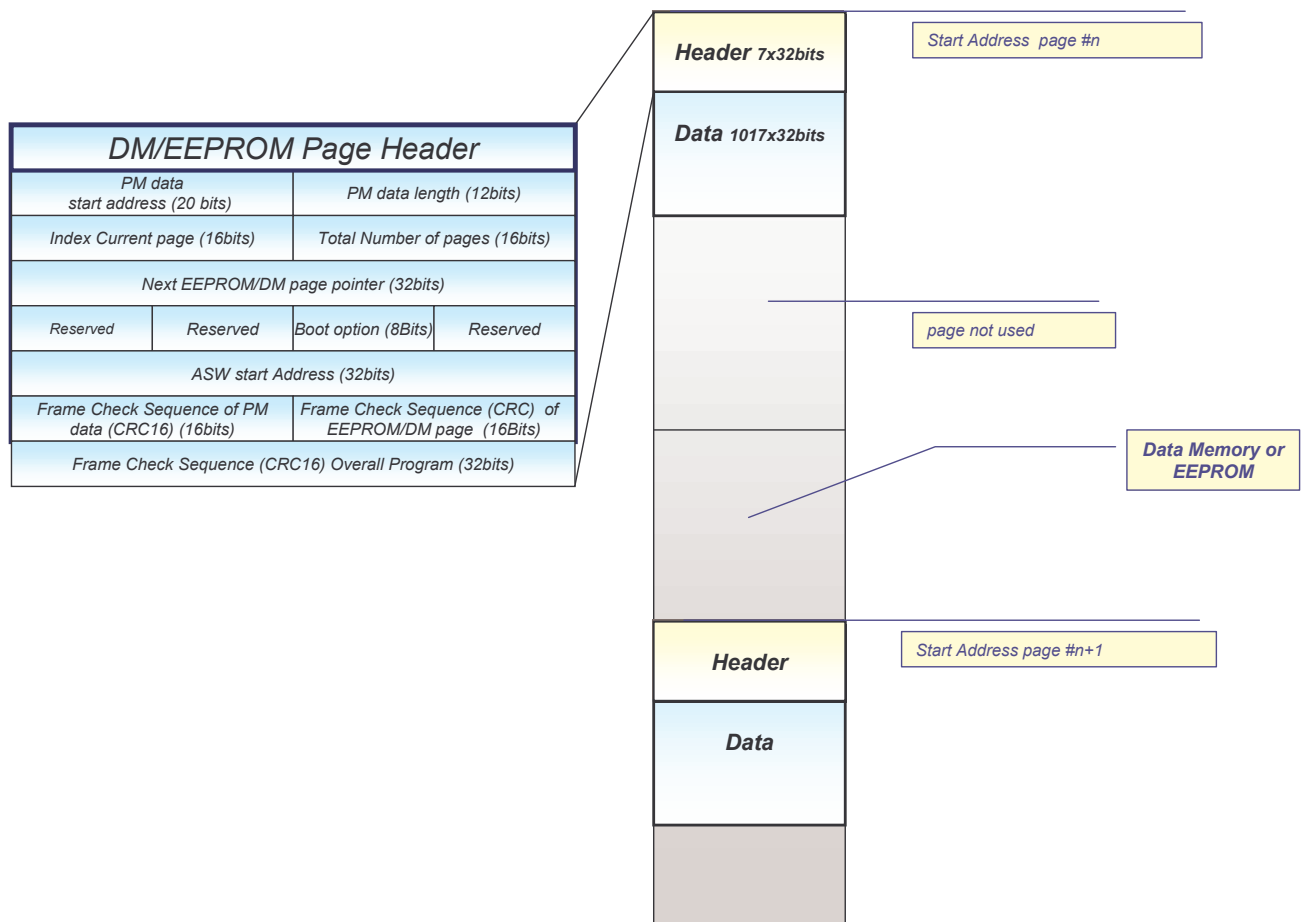 Header 7x32bits
Start Address page #n
Data 1017x32bits
DM/EEPROM Page Header
PM data
start address (20 bits)
PM data length (12bits)
Index Current page (16bits)
Total Number of pages (16bits)
Next EEPROM/DM page pointer (32bits)
Reserved
Reserved
Boot option (8Bits)
Reserved
ASW start Address (32bits)
Frame Check Sequence of PM
data (CRC16) (16bits)
Frame Check Sequence (CRC) of
EEPROM/DM page (16Bits)
Frame Check Sequence (CRC16) Overall Program (32bits)
page not used
Data Memory or
EEPROM
Header
Start Address page #n+1
Data